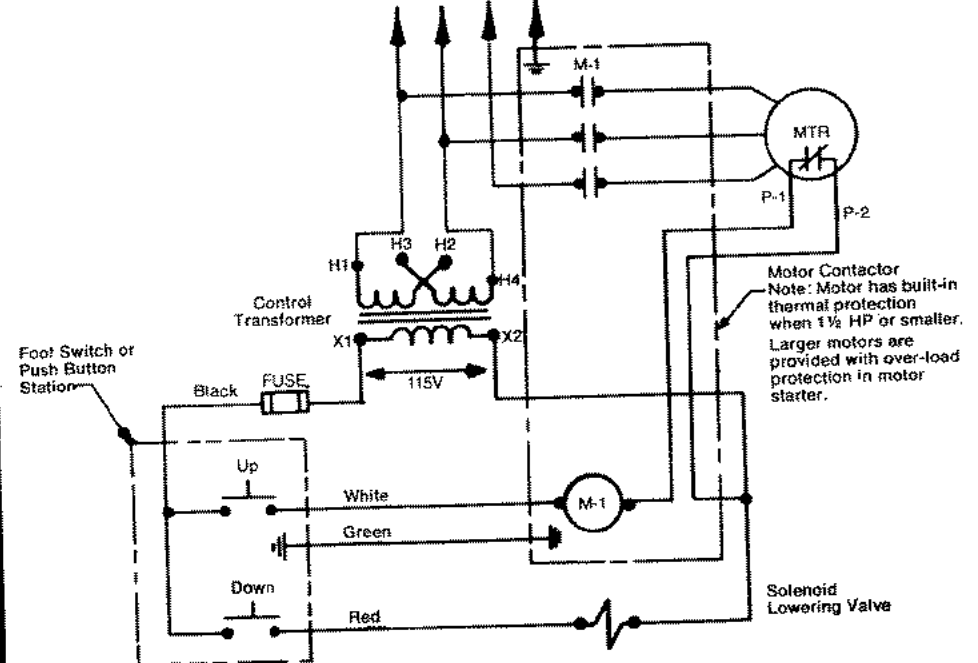 M-1
MTR
P-1
P-2
H1
H3
H2
H4
Control
Transformer
X1
X2
115V
Motor Contactor
Note: Motor has built-in
thermal protection
when 1½ HP or smaller.
Larger motors are
provided with over-load
protection in motor
starter.
Foot Switch or
Push Button
Station
Black
FUSE
Up
White
M-1
Green
Down
Red
Solenoid
Lowering Valve